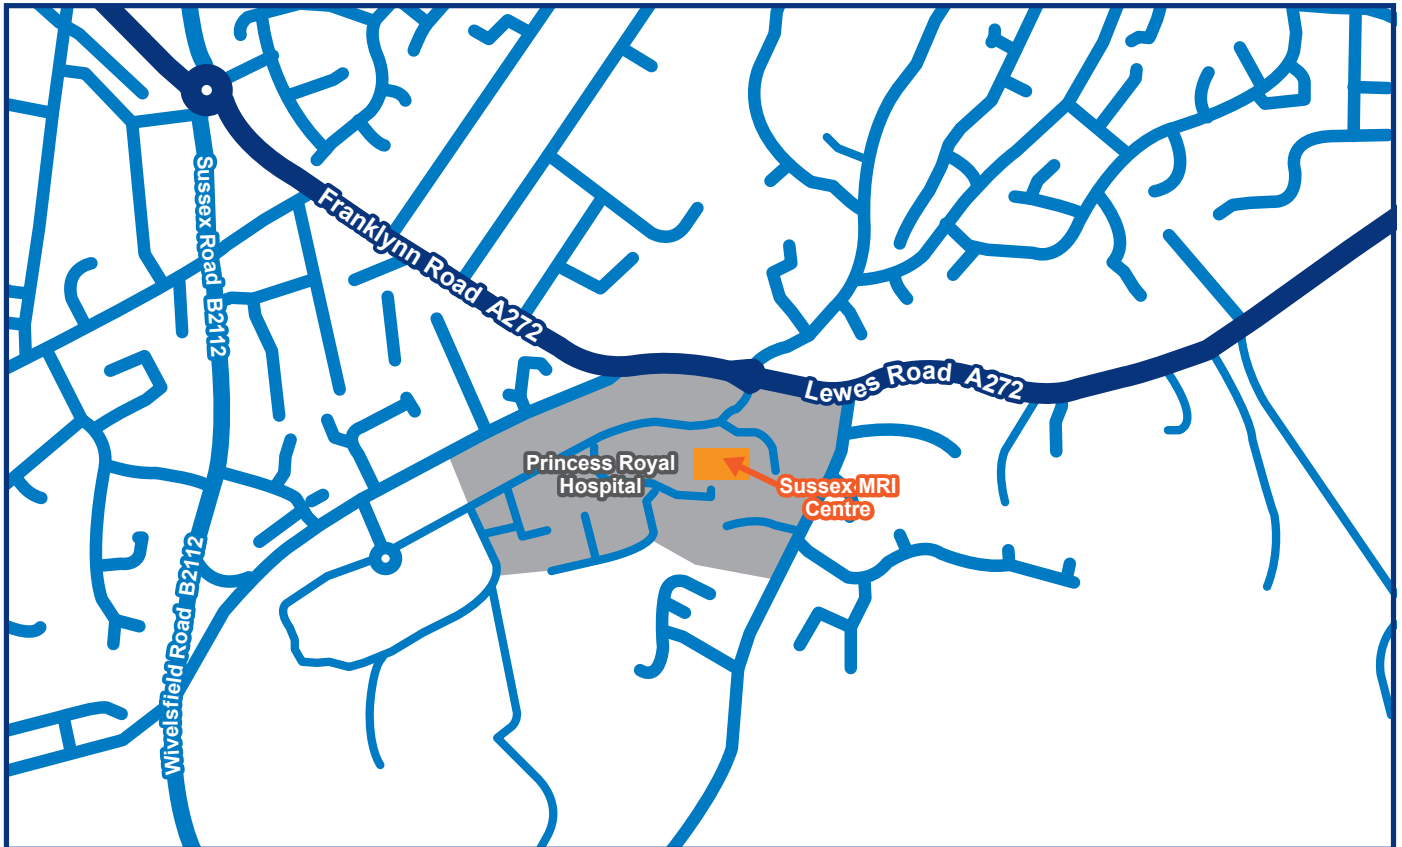 Sussex Road B2112
Franklynn Road A272
Lewes Road A272
Princess Royal
Hospital
Sussex MRI
Centre
Wivelsfield Road B2112